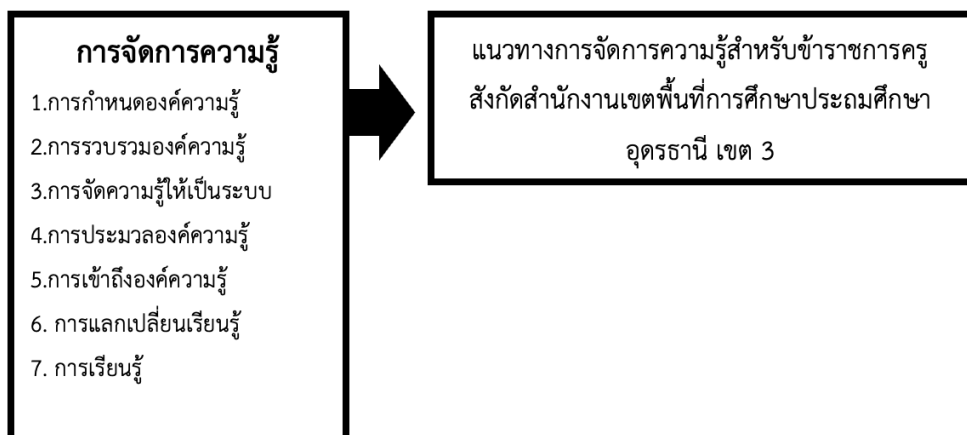 การจัดการความรู้
1.การกำหนดองค์ความรู้
2.การรวบรวมองค์ความรู้
3.การจัดความรู้ให้เป็นระบบ
4.การประมวลองค์ความรู้
5.การเข้าถึงองค์ความรู้
6. การแลกเปลี่ยนเรียนรู้
7. การเรียนรู้
แนวทางการจัดการความรู้สำหรับข้าราชการครู
สังกัดสำนักงานเขตพื้นที่การศึกษาประถมศึกษา
อุดรธานี เขต 3